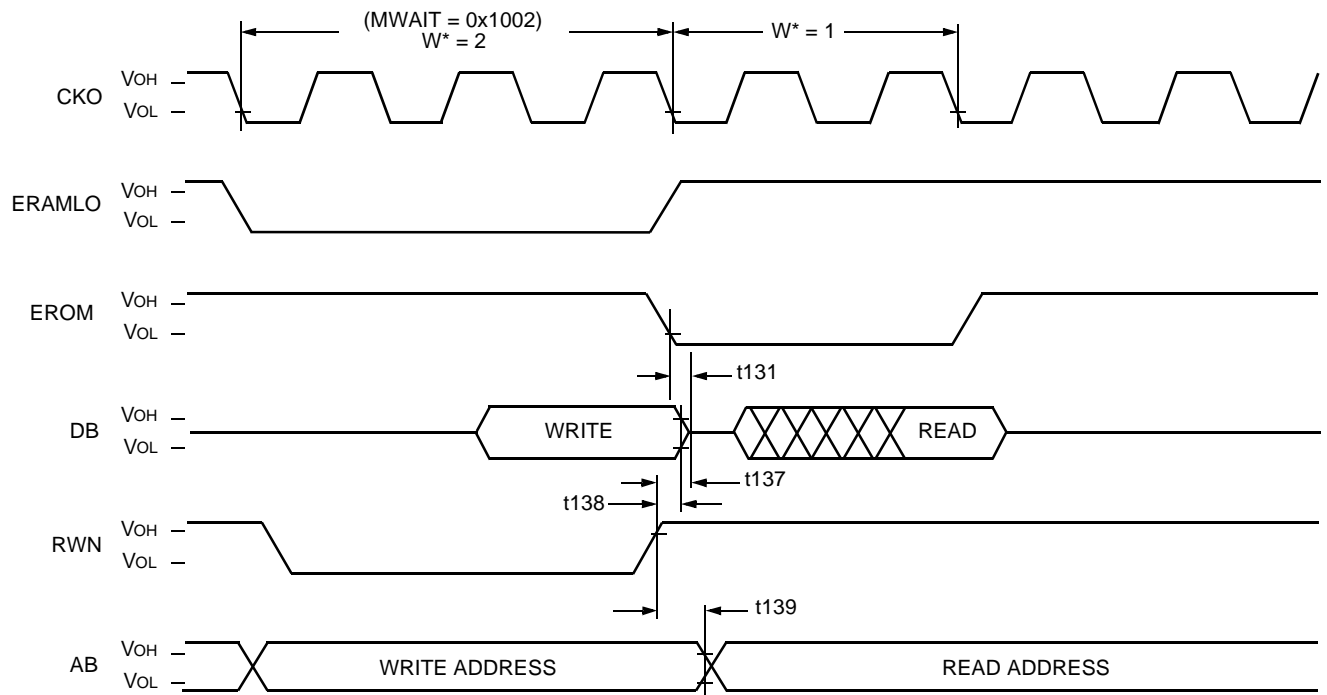 (MWAIT = 0x1002)
W* = 2
W* = 1
CKO
VOH
VOL
ERAMLO
VOH
VOL
EROM
VOH
VOL
t131
DB
VOH
VOL
WRITE
READ
t137
t138
RWN
VOH
VOL
t139
AB
VOH
VOL
WRITE ADDRESS
READ ADDRESS